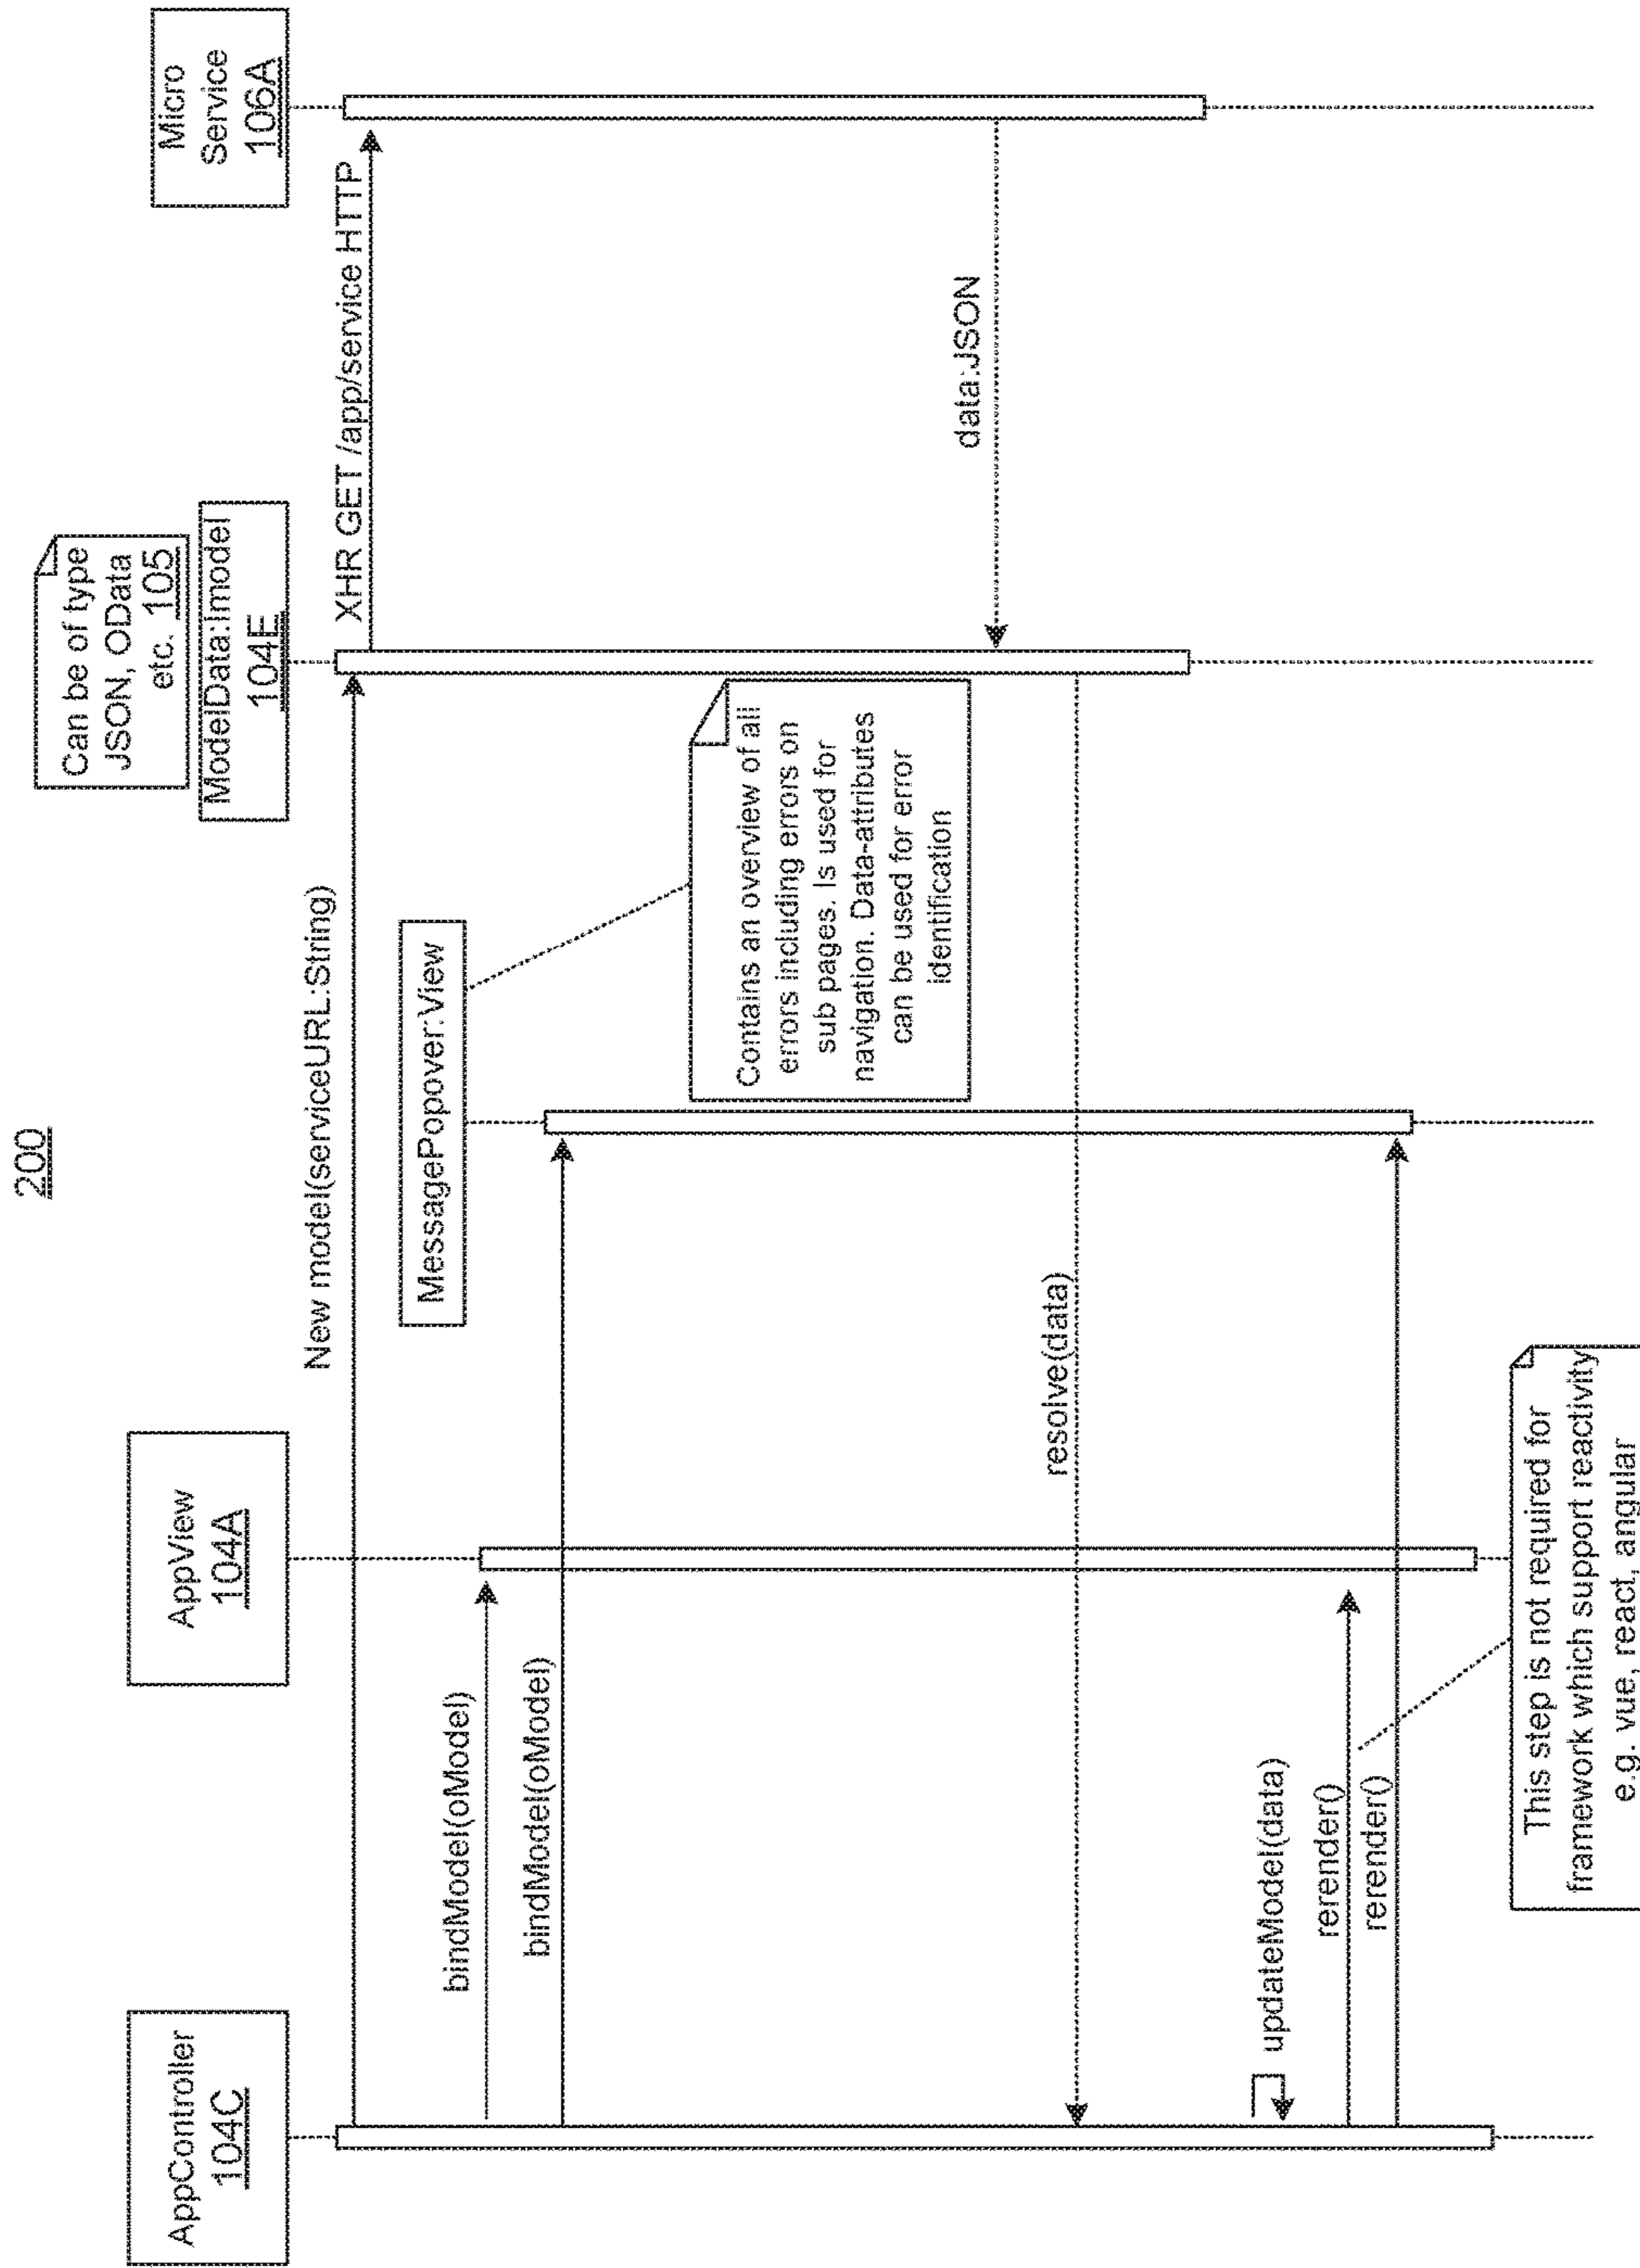 200
AppController
104C
AppView
104A
Can be of type
JSON, OData
etc. 105
ModelData:Imodel
104E
Micro
Service
106A
New model(serviceURL:String)
XHR GET /app/service HTTP
MessagePopover:View
bindModel(oModel)
bindModel(oModel)
Contains an overview of all
errors including errors on
sub pages. Is used for
navigation. Data-attributes
can be used for error
identification
data:JSON
resolve(data)
updateModel(data)
rerender()
rerender()
This step is not required for
framework which support reactivity
e.g. vue, react, angular